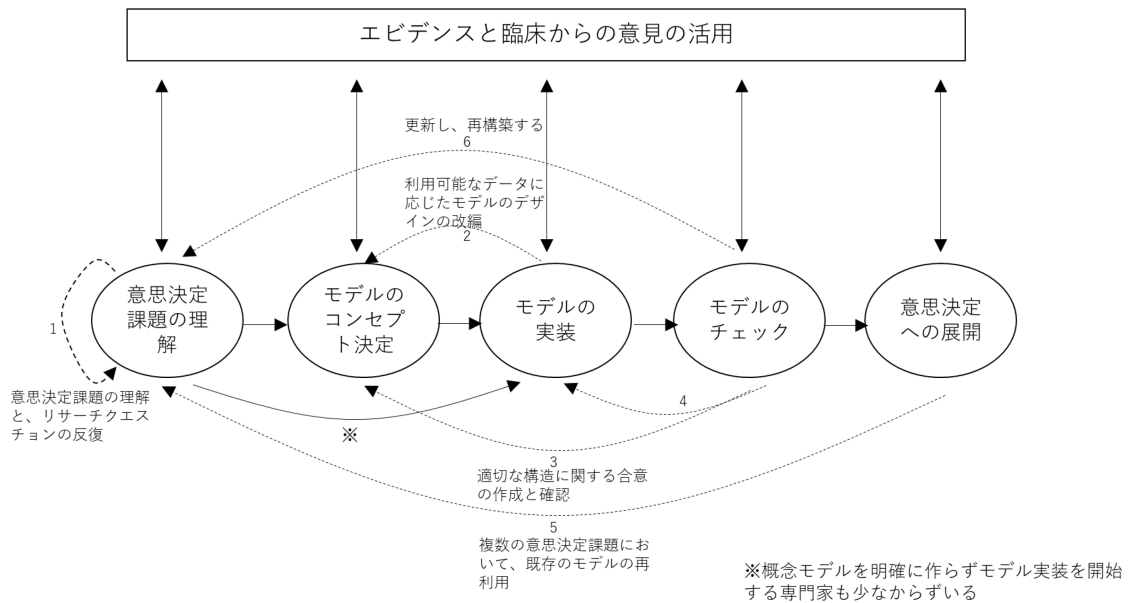 エビデンスと臨床からの意見の活用
更新し、再構築する
6
利用可能なデータに
応じたモデルのデザ
インの改編
2
1
意思決定
課題の理
解
モデルの
コンセプ
ト決定
モデルの
実装
モデルの
チェック
意思決定
への展開
意思決定課題の理解
と、リサーチクエス
チョンの反復
※
4
3
適切な構造に関する合意
の作成と確認
5
複数の意思決定課題にお
いて、既存のモデルの再
利用
※概念モデルを明確に作らずモデル実装を開始
する専門家も少なからずいる